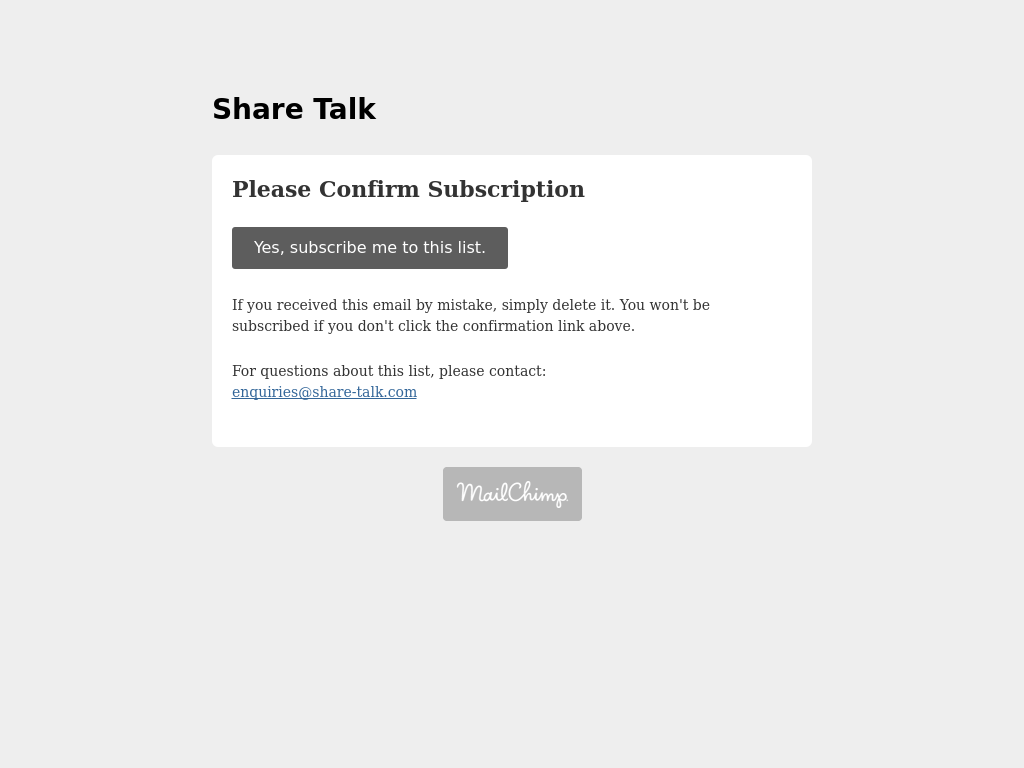 Share Talk
Please Confirm Subscription
Yes, subscribe me to this list.
If you received this email by mistake, simply delete it. You won't be
subscribed if you don't click the confirmation link above.
For questions about this list, please contact:
enquiries@share-talk.com
MailChimp